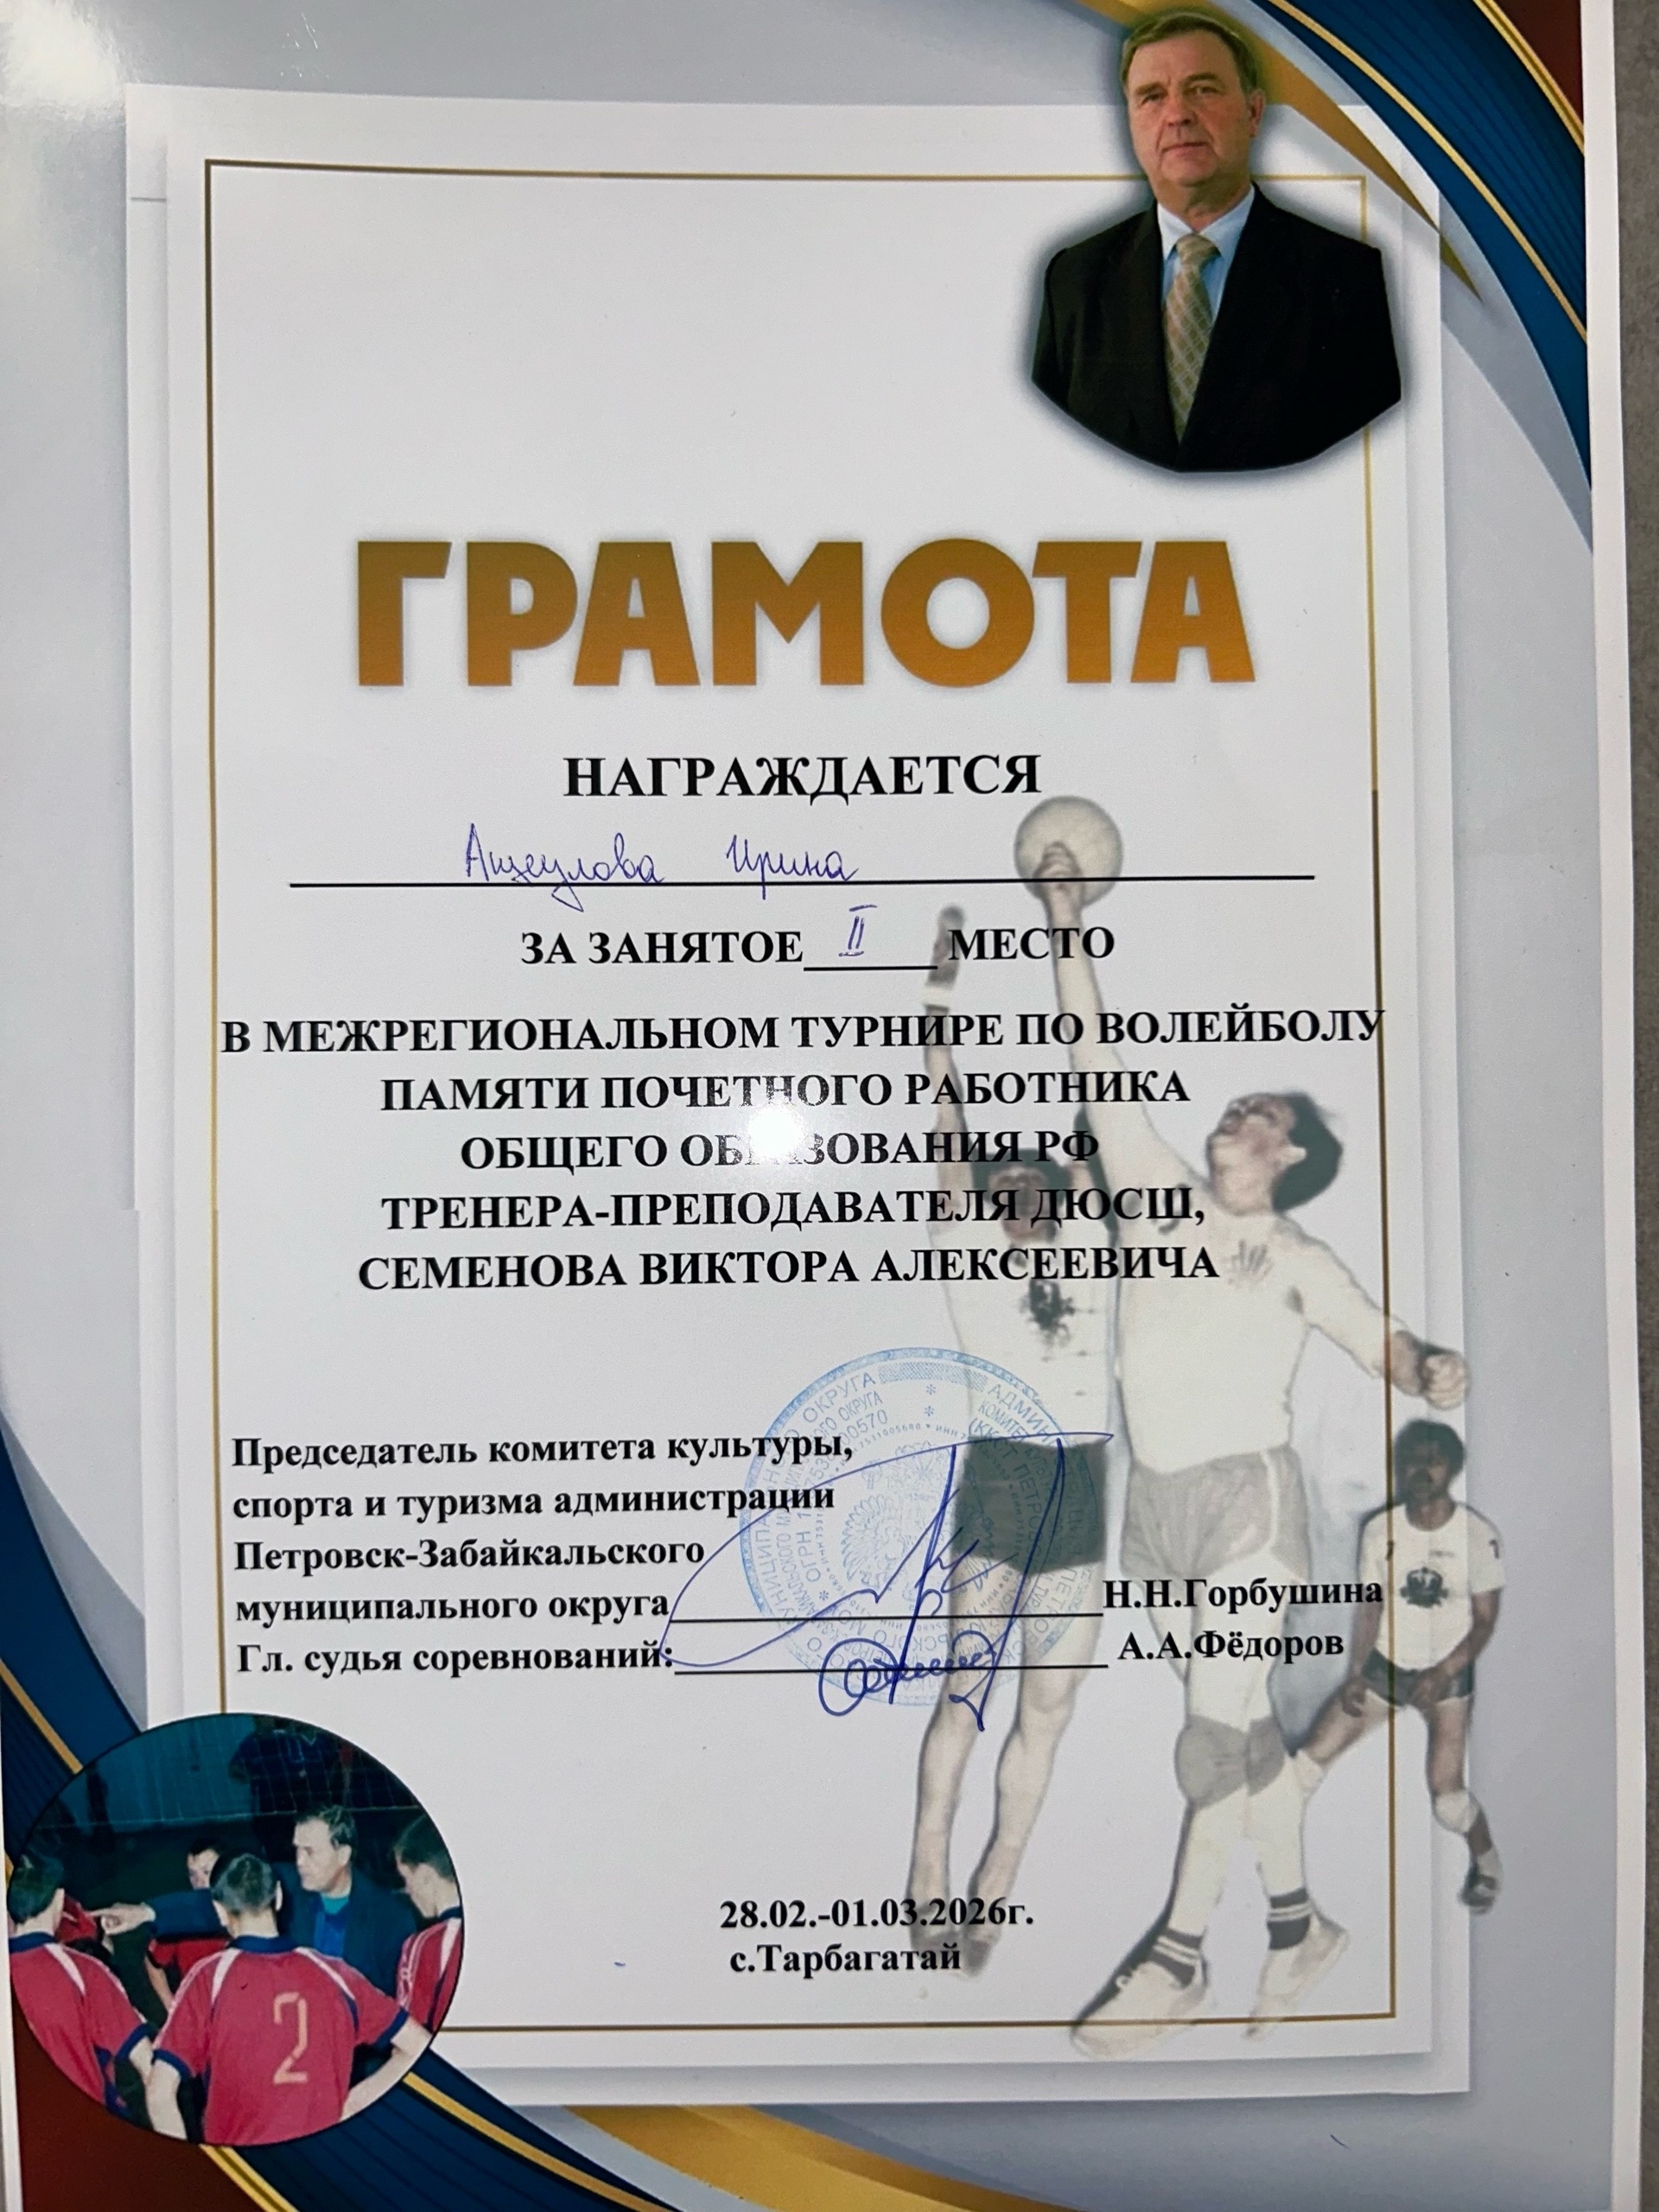 ГРАМОТА
НАГРАЖДАЕТСЯ
Ащеулова Ирина
ЗА ЗАНЯТОЕ II МЕСТО
В МЕЖРЕГИОНАЛЬНОМ ТУРНИРЕ ПО ВОЛЕЙБОЛУ
ПАМЯТИ ПОЧЕТНОГО РАБОТНИКА
ОБЩЕГО ОБРАЗОВАНИЯ РФ
ТРЕНЕРА-ПРЕПОДАВАТЕЛЯ ДЮСШ,
СЕМЕНОВА ВИКТОРА АЛЕКСЕЕВИЧА
Председатель комитета культуры,
спорта и туризма администрации
Петровск-Забайкальского
муниципального округа Н.Н.Горбушина
Гл. судья соревнований: А.А.Фёдоров
2
28.02.-01.03.2026г.
с.Тарбагатай